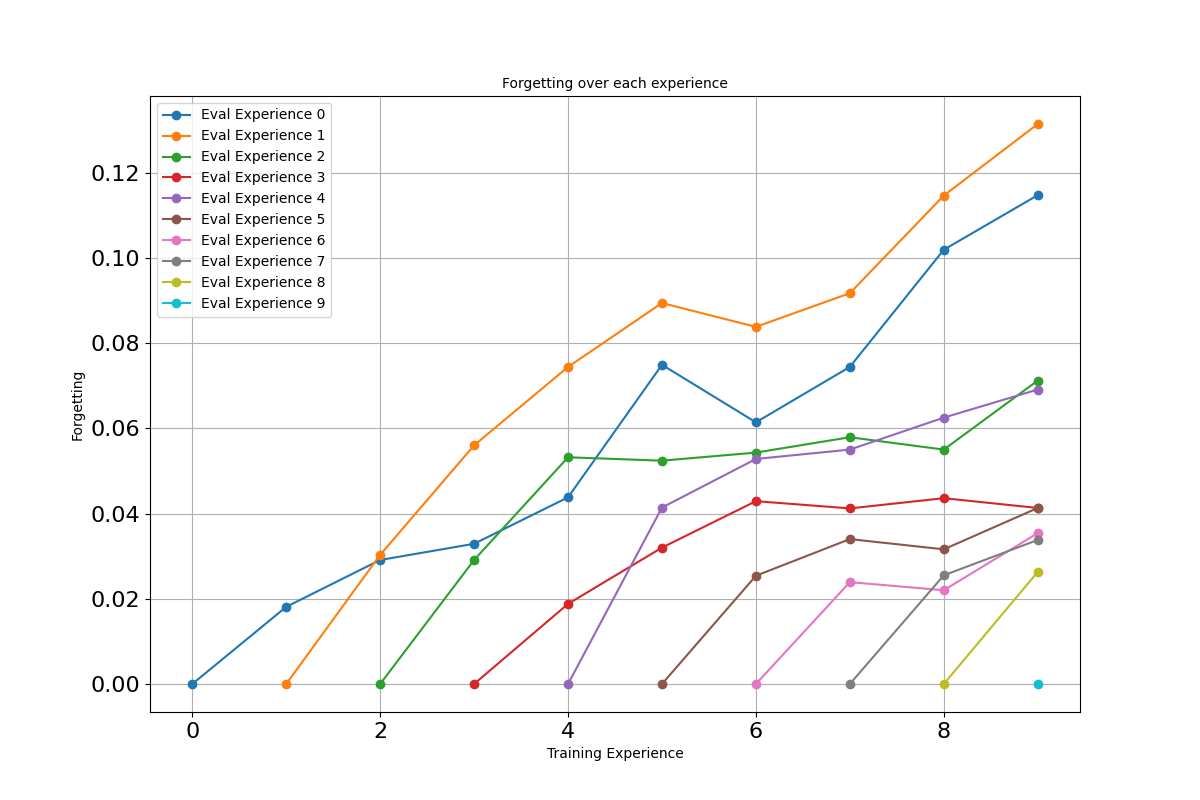 Forgetting over each experience
Eval Experience 0
Eval Experience 1
Eval Experience 2
Eval Experience 3
Eval Experience 4
Eval Experience 5
Eval Experience 6
Eval Experience 7
Eval Experience 8
Eval Experience 9
0.12
0.10
0.08
0.06
0.04
0.02
0.00
Forgetting
0 2 4 6 8
Training Experience